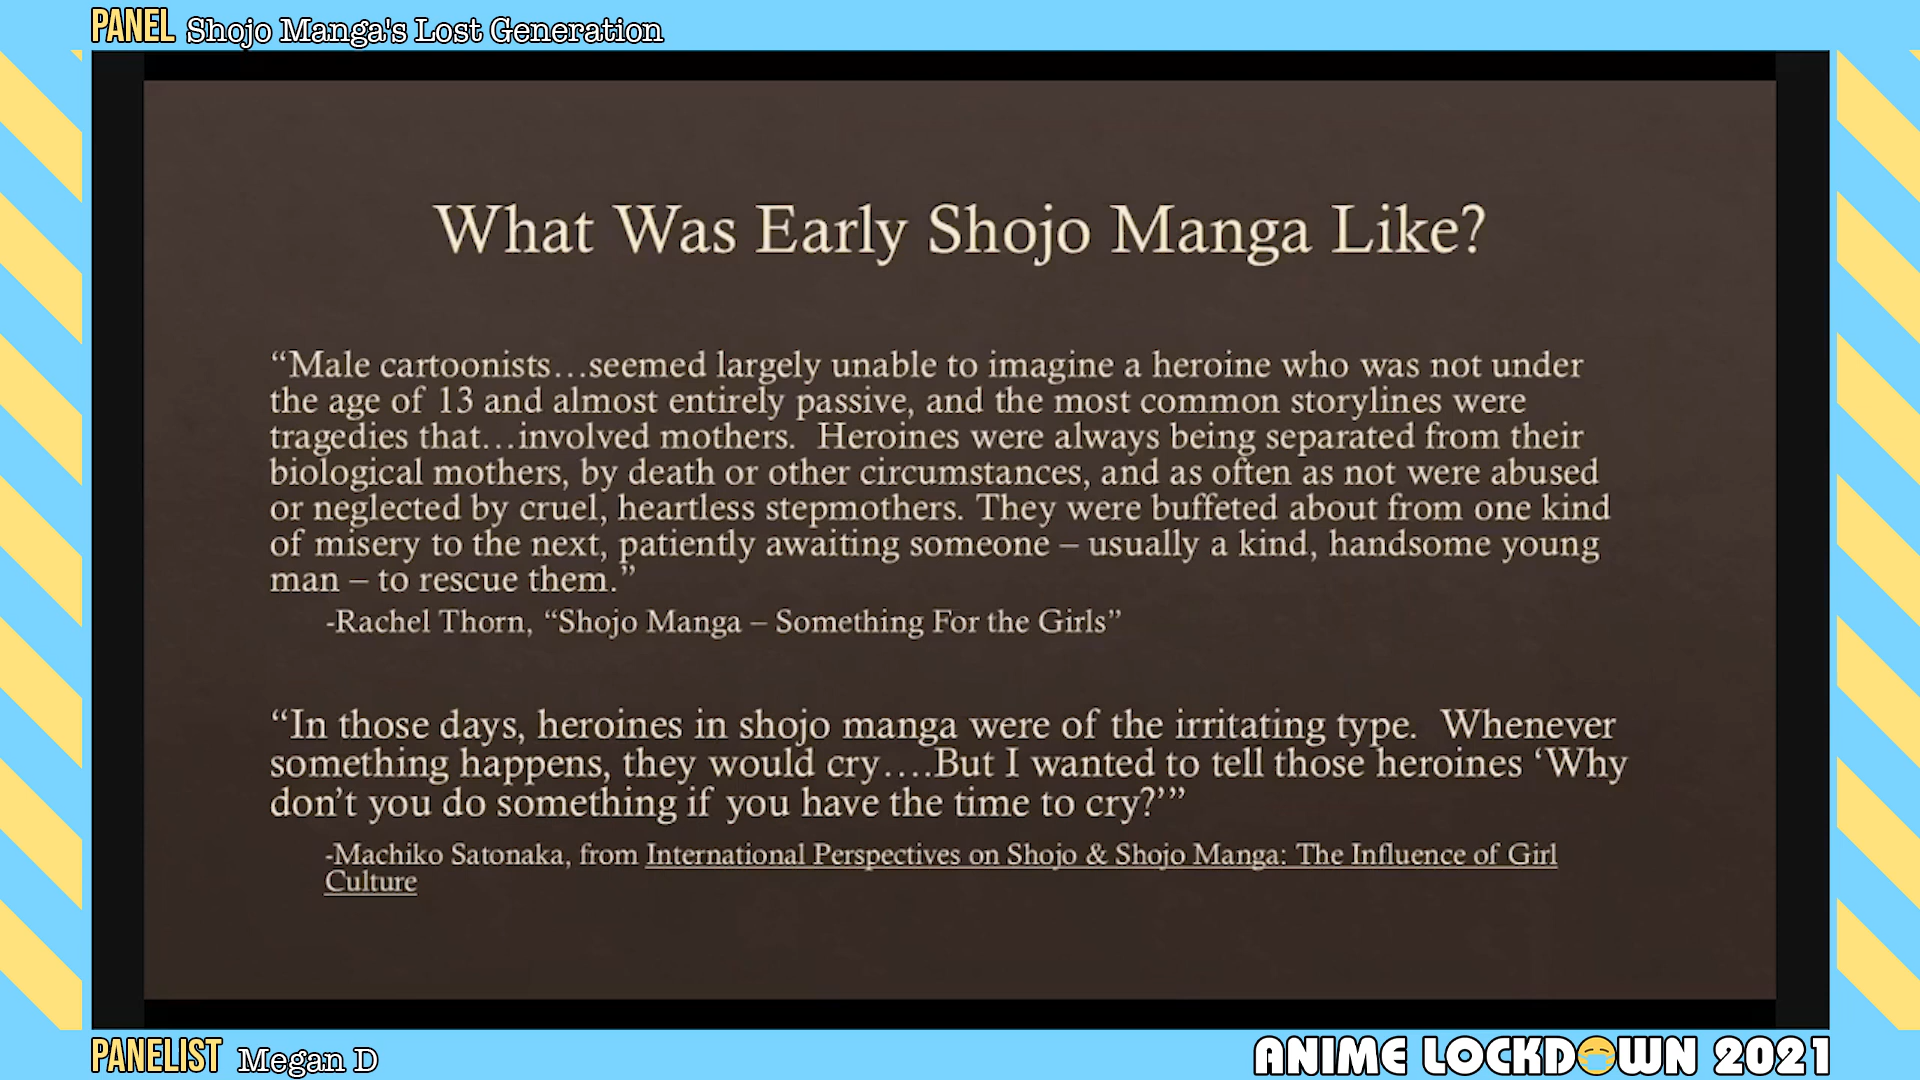 PANEL Shojo Manga's Lost Generation
What Was Early Shojo Manga Like?
“Male cartoonists…seemed largely unable to imagine a heroine who was not under
the age of 13 and almost entirely passive, and the most common storylines were
tragedies that…involved mothers.  Heroines were always being separated from their
biological mothers, by death or other circumstances, and as often as not were abused
or neglected by cruel, heartless stepmothers. They were buffeted about from one kind
of misery to the next, patiently awaiting someone – usually a kind, handsome young
man – to rescue them.”
-Rachel Thorn, “Shojo Manga – Something For the Girls”
“In those days, heroines in shojo manga were of the irritating type.  Whenever
something happens, they would cry….But I wanted to tell those heroines ‘Why
don’t you do something if you have the time to cry?’”
-Machiko Satonaka, from International Perspectives on Shojo & Shojo Manga: The Influence of Girl
Culture
PANELIST Megan D
ANIME LOCKDOWN 2021